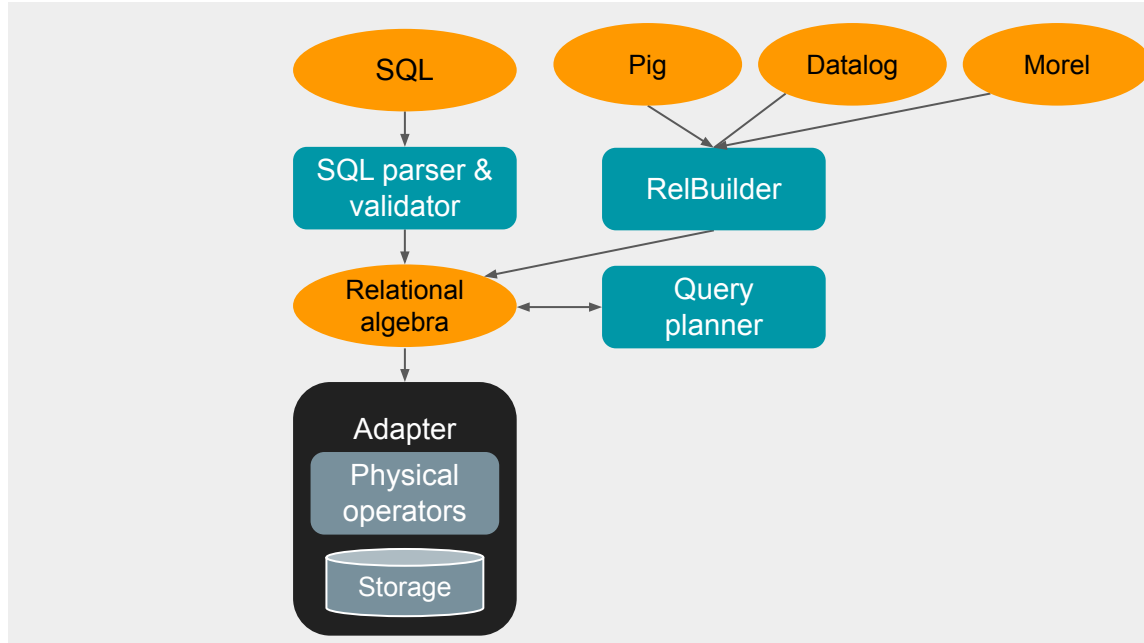 SQL
Pig
Datalog
Morel
SQL parser &
validator
RelBuilder
Relational
algebra
Query
planner
Adapter
Physical
operators
Storage